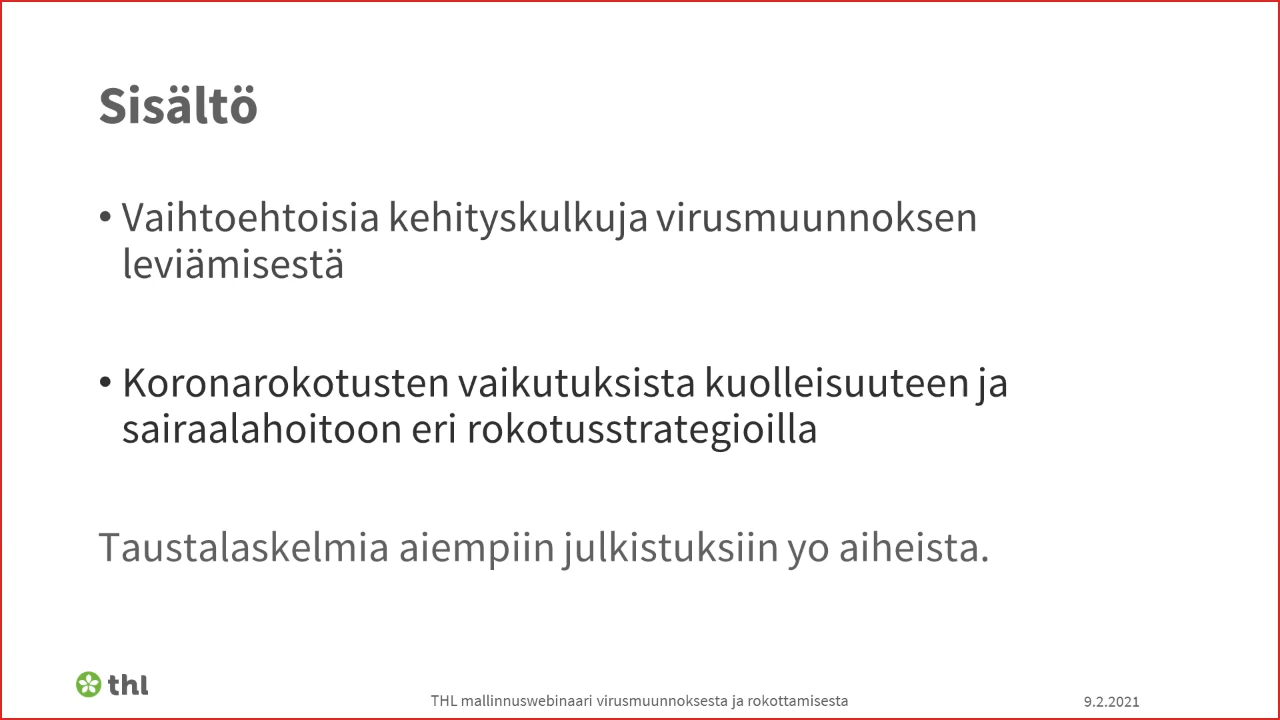 Sisältö
• Vaihtoehtoisia kehityskulkuja virusmuunnoksen
leviämisestä
• Koronarokotusten vaikutuksista kuolleisuuteen ja
sairaalahoitoon eri rokotusstrategioilla
Taustalaskelmia aiempiin julkistuksiin yo aiheista.
thl
THL mallinnuswebinaari virusmuunnoksesta ja rokottamisesta
9.2.2021